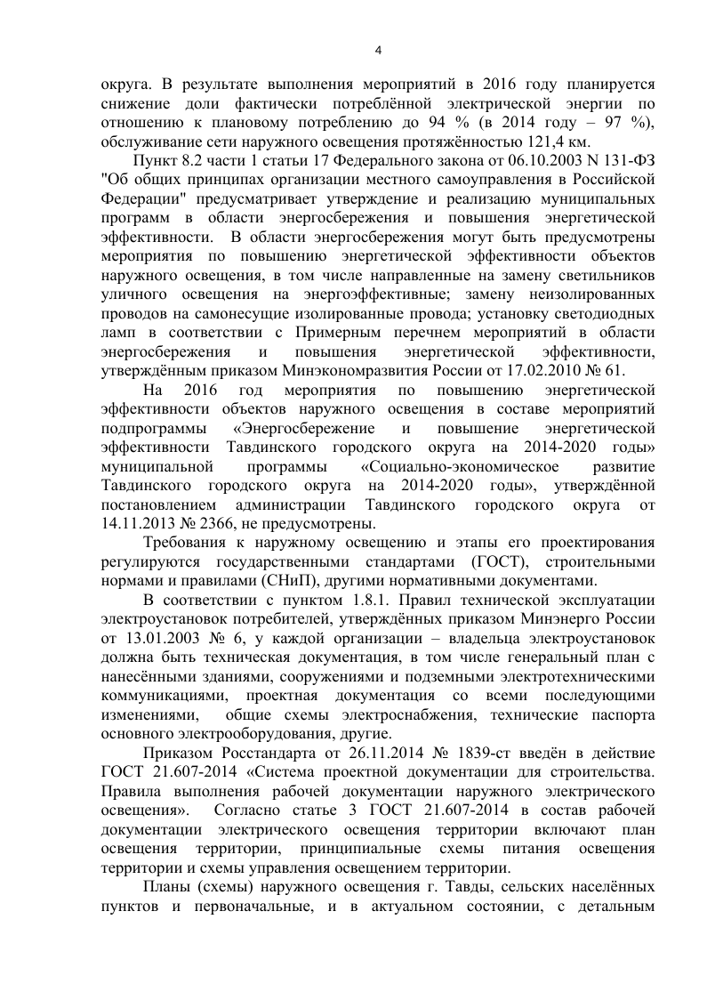 4
округа. В результате выполнения мероприятий в 2016 году планируется
снижение доли фактически потреблённой электрической энергии по
отношению к плановому потреблению до 94 % (в 2014 году – 97 %),
обслуживание сети наружного освещения протяжённостью 121,4 км.
Пункт 8.2 части 1 статьи 17 Федерального закона от 06.10.2003 N 131-ФЗ
"Об общих принципах организации местного самоуправления в Российской
Федерации" предусматривает утверждение и реализацию муниципальных
программ в области энергосбережения и повышения энергетической
эффективности. В области энергосбережения могут быть предусмотрены
мероприятия по повышению энергетической эффективности объектов
наружного освещения, в том числе направленные на замену светильников
уличного освещения на энергоэффективные; замену неизолированных
проводов на самонесущие изолированные провода; установку светодиодных
ламп в соответствии с Примерным перечнем мероприятий в области
энергосбережения и повышения энергетической эффективности,
утверждённым приказом Минэкономразвития России от 17.02.2010 № 61.
На 2016 год мероприятия по повышению энергетической
эффективности объектов наружного освещения в составе мероприятий
подпрограммы «Энергосбережение и повышение энергетической
эффективности Тавдинского городского округа на 2014-2020 годы»
муниципальной программы «Социально-экономическое развитие
Тавдинского городского округа на 2014-2020 годы», утверждённой
постановлением администрации Тавдинского городского округа от
14.11.2013 № 2366, не предусмотрены.
Требования к наружному освещению и этапы его проектирования
регулируются государственными стандартами (ГОСТ), строительными
нормами и правилами (СНиП), другими нормативными документами.
В соответствии с пунктом 1.8.1. Правил технической эксплуатации
электроустановок потребителей, утверждённых приказом Минэнерго России
от 13.01.2003 № 6, у каждой организации – владельца электроустановок
должна быть техническая документация, в том числе генеральный план с
нанесёнными зданиями, сооружениями и подземными электротехническими
коммуникациями, проектная документация со всеми последующими
изменениями, общие схемы электроснабжения, технические паспорта
основного электрооборудования, другие.
Приказом Росстандарта от 26.11.2014 № 1839-ст введён в действие
ГОСТ 21.607-2014 «Система проектной документации для строительства.
Правила выполнения рабочей документации наружного электрического
освещения». Согласно статье 3 ГОСТ 21.607-2014 в состав рабочей
документации электрического освещения территории включают план
освещения территории, принципиальные схемы питания освещения
территории и схемы управления освещением территории.
Планы (схемы) наружного освещения г. Тавды, сельских населённых
пунктов и первоначальные, и в актуальном состоянии, с детальным